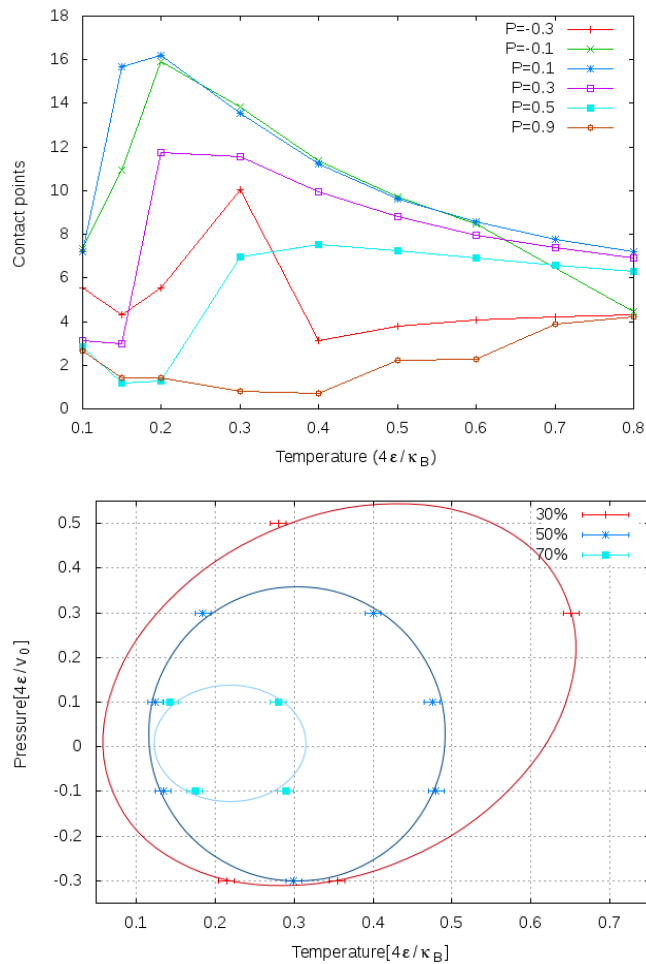 18
16
14
12
10
8
6
4
2
0
Contact points
P=-0.3
P=-0.1
P=0.1
P=0.3
P=0.5
P=0.9
0.1 0.2 0.3 0.4 0.5 0.6 0.7 0.8
Temperature (4ε/κB)
0.5
0.4
0.3
0.2
0.1
0
-0.1
-0.2
-0.3
Pressure[4ε/v0]
30%
50%
70%
0.1 0.2 0.3 0.4 0.5 0.6 0.7
Temperature[4ε/κB]